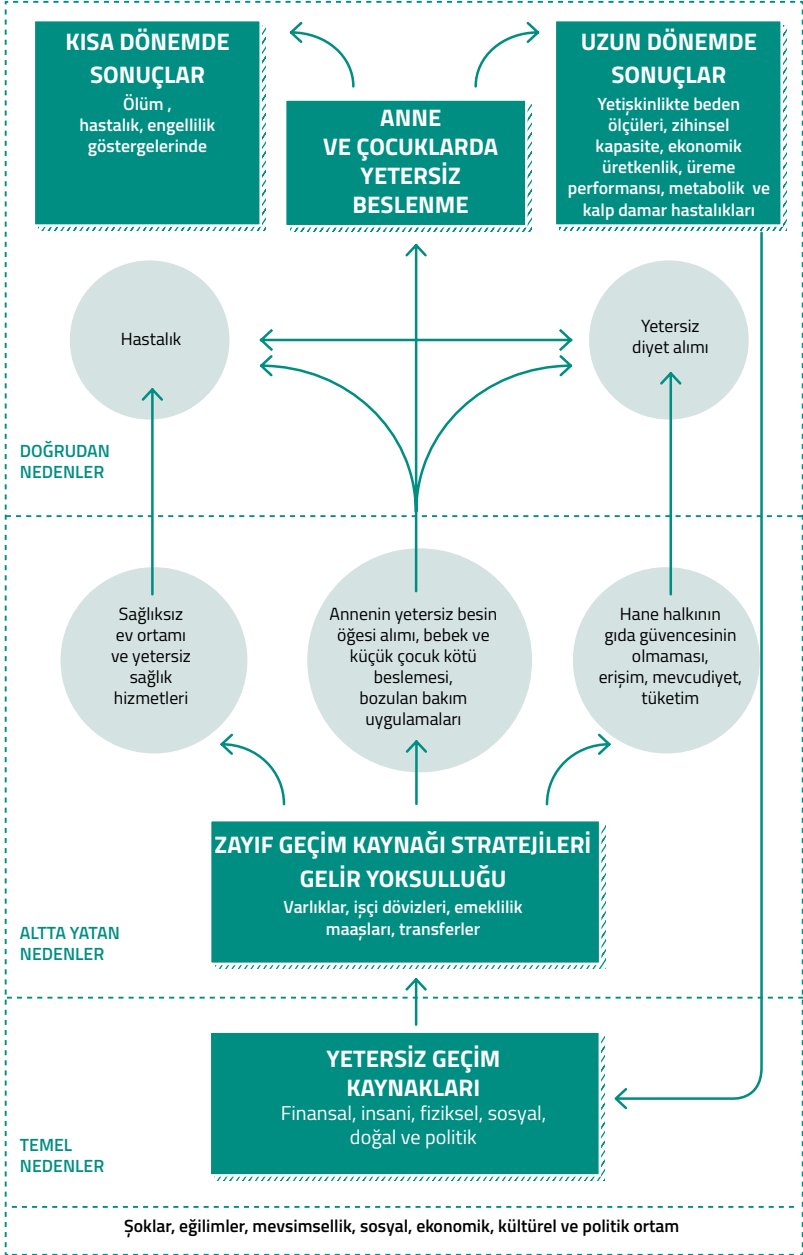 KISA DÖNEMDE
SONUÇLAR
Ölüm ,
hastalık, engellilik
göstergelerinde
ANNE
VE ÇOCUKLARDA
YETERSİZ
BESLENME
UZUN DÖNEMDE
SONUÇLAR
Yetişkinlikte beden
ölçüleri, zihinsel
kapasite, ekonomik
üretkenlik, üreme
performansı, metabolik ve
kalp damar hastalıkları
Hastalık
Yetersiz
diyet alımı
DOĞRUDAN
NEDENLER
Sağlıksız
ev ortamı
ve yetersiz
sağlık
hizmetleri
Annenin yetersiz besin
öğesi alımı, bebek ve
küçük çocuk kötü
beslemesi,
bozulan bakım
uygulamaları
Hane halkının
gıda güvencesinin
olmaması,
erişim, mevcudiyet,
tüketim
ZAYIF GEÇİM KAYNAĞI STRATEJİLERİ
GELİR YOKSULLUĞU
Varlıklar, işçi dövizleri, emeklilik
maaşları, transferler
ALTTA YATAN
NEDENLER
YETERSİZ GEÇİM
KAYNAKLARI
Finansal, insani, fiziksel, sosyal,
doğal ve politik
TEMEL
NEDENLER
Şoklar, eğilimler, mevsimsellik, sosyal, ekonomik, kültürel ve politik ortam